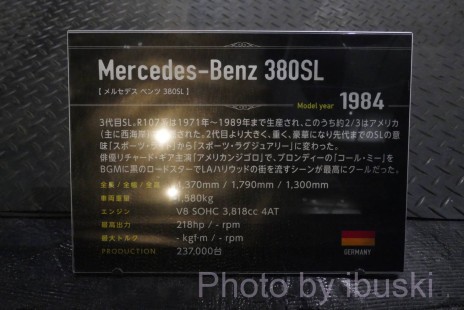 Mercedes-Benz 380SL
【 メルセデス ベンツ 380SL 】
Model year 1984
3代目SL、R107は1971年～1989年まで生産され、このうち約2/3はアメリカ
（主に西海岸された。2代目より大きく、重く、豪華になり先代までのSLの意
味「スポーツ・から「スポーツ・ラグジュアリー」に変わった。
俳優リチャード・ギア主演「アメリカンジゴロ」で、ブロンディーの「コール・ミー」を
BGMに黒のロードスターでLAハリウッドの街を流すシーンが最高にクールだった。
全長 / 全幅 / 全高 ,370mm / 1,790mm / 1,300mm
車両重量 1,580kg
エンジン V8 SOHC 3,818cc 4AT
最高出力 218hp / - rpm
最大トルク - kgf·m / - rpm
PRODUCTION 237,000台
GERMANY
Photo by ibuski